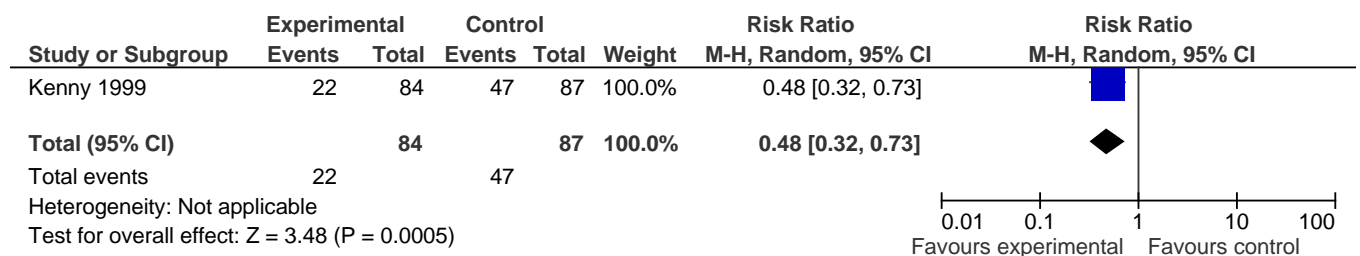 Experimental Control Risk Ratio Risk Ratio
Study or Subgroup Events Total Events Total Weight M-H, Random, 95% CI M-H, Random, 95% CI
Kenny 1999 22 84 47 87 100.0% 0.48 [0.32, 0.73]
Total (95% CI) 84 87 100.0% 0.48 [0.32, 0.73]
Total events 22 47
Heterogeneity: Not applicable
Test for overall effect: Z = 3.48 (P = 0.0005)
0.01 0.1 1 10 100
Favours experimental Favours control